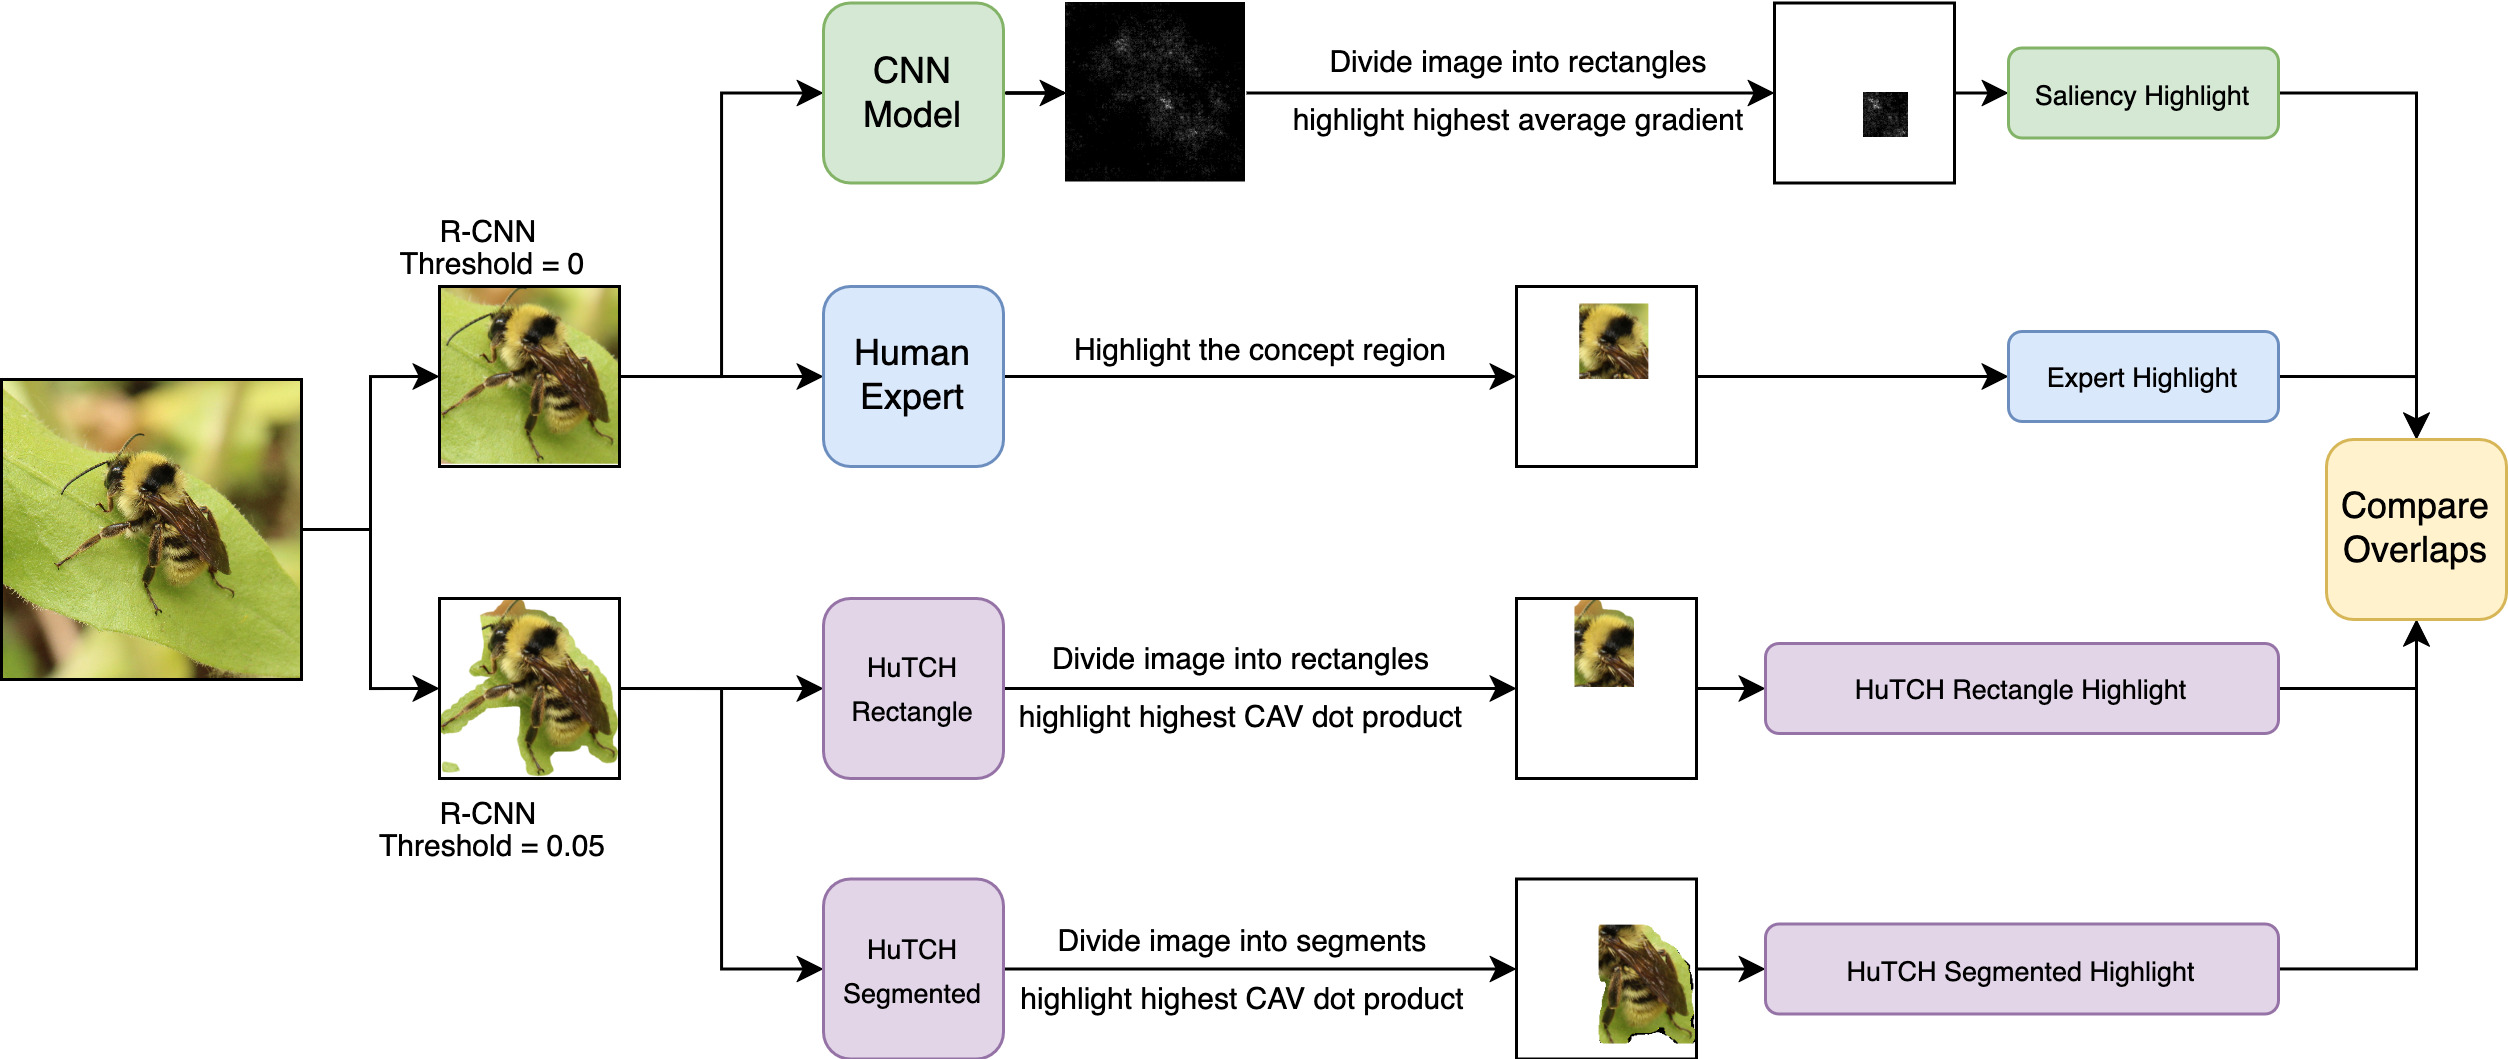 CNN
Model
Divide image into rectangles
highlight highest average gradient
Saliency Highlight
R-CNN
Threshold = 0
Human
Expert
Highlight the concept region
Expert Highlight
Compare
Overlaps
R-CNN
Threshold = 0.05
HuTCH
Rectangle
Divide image into rectangles
highlight highest CAV dot product
HuTCH Rectangle Highlight
HuTCH
Segmented
Divide image into segments
highlight highest CAV dot product
HuTCH Segmented Highlight